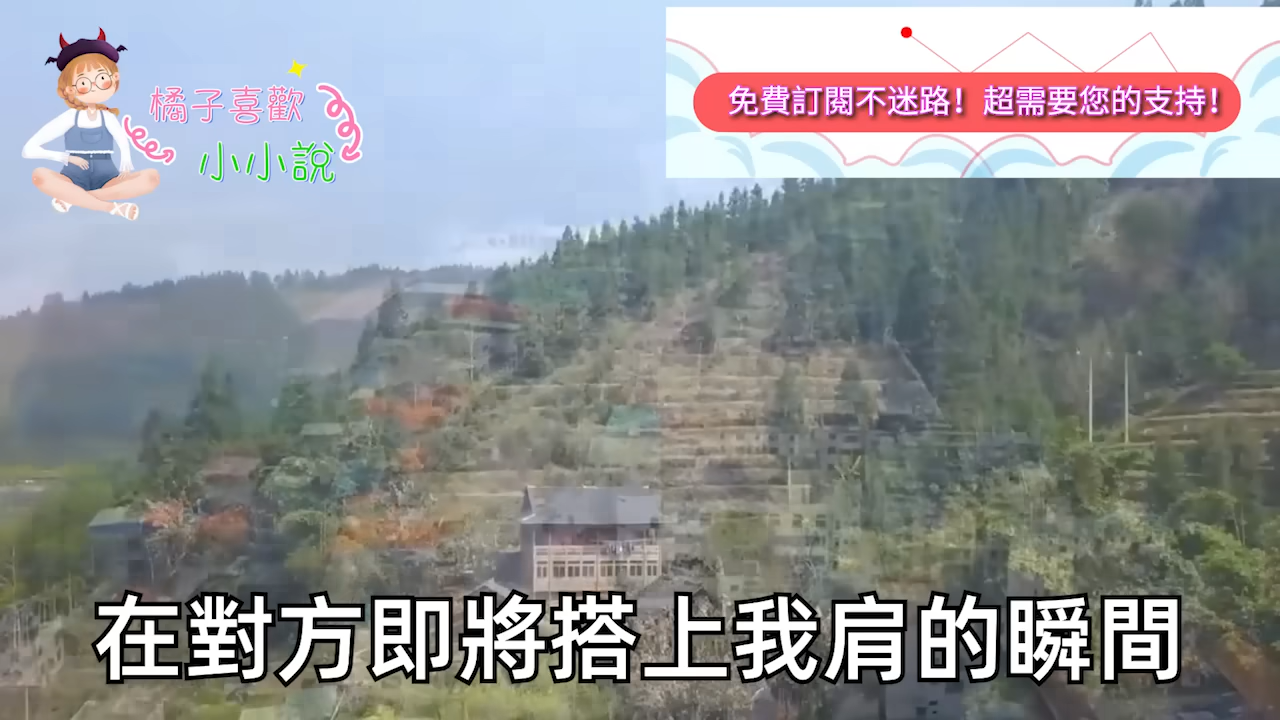 橘子喜歡
小小說
免費訂閱不迷路！超需要您的支持！
在對方即將搭上我肩的瞬間